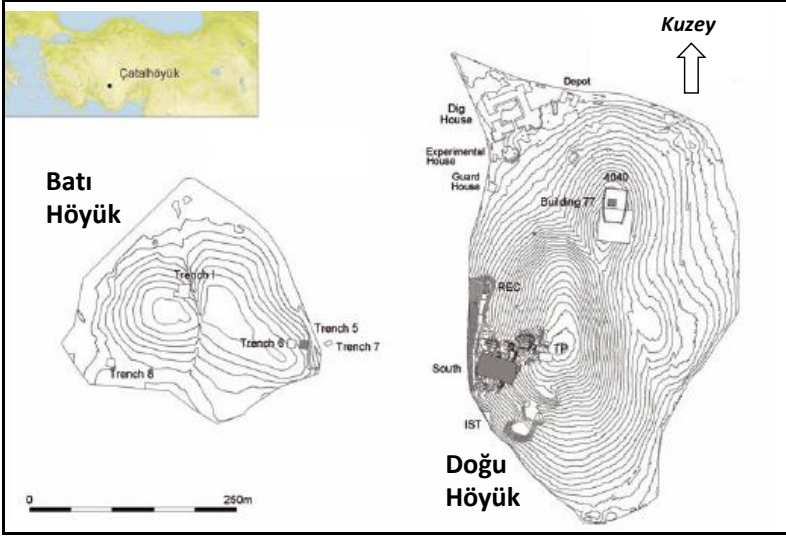 Çatalhöyük
Kuzey
Depot
Dig
House
Experimental
House
Guard
House
4040
Building 77
Batı
Höyük
Trench I
Trench 5
Trench 6
Trench 7
Trench 8
REC
TP
South
IST
Doğu
Höyük
0
250m